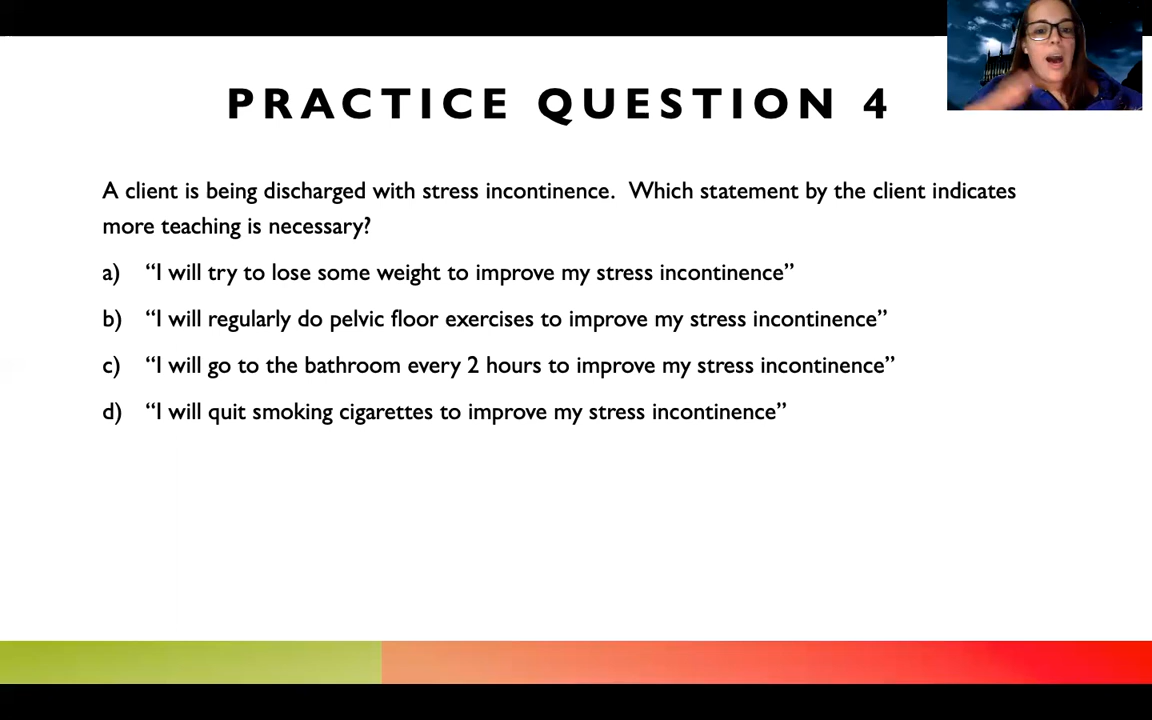 PRACTICE QUESTION 4
A client is being discharged with stress incontinence.  Which statement by the client indicates
more teaching is necessary?
a) “I will try to lose some weight to improve my stress incontinence”
b) “I will regularly do pelvic floor exercises to improve my stress incontinence”
c) “I will go to the bathroom every 2 hours to improve my stress incontinence”
d) “I will quit smoking cigarettes to improve my stress incontinence”